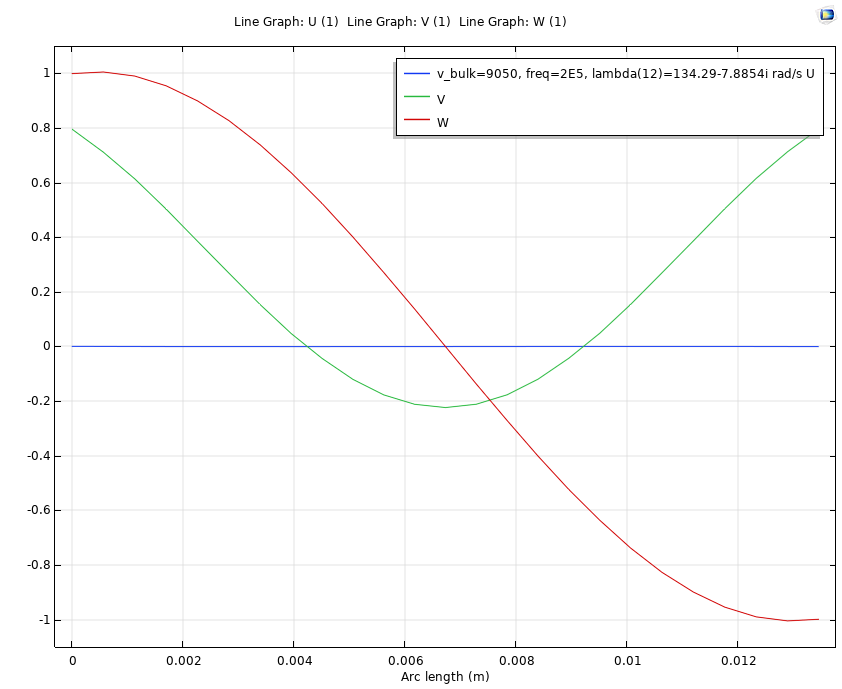 Line Graph: U (1) Line Graph: V (1) Line Graph: W (1)
v_bulk=9050, freq=2E5, lambda(12)=134.29-7.8854i rad/s U
V
W
1
0.8
0.6
0.4
0.2
0
-0.2
-0.4
-0.6
-0.8
-1
0 0.002 0.004 0.006 0.008 0.01 0.012
Arc length (m)